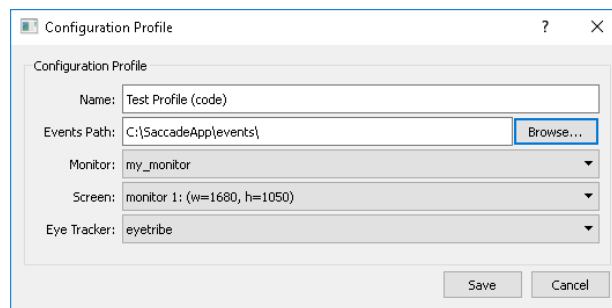 Configuration Profile
?
Configuration Profile
Name: Test Profile (code)
Events Path: C:\SaccadeApp\events\ Browse...
Monitor: my_monitor
Screen: monitor 1: (w=1680, h=1050)
Eye Tracker: eyetribe
Save Cancel